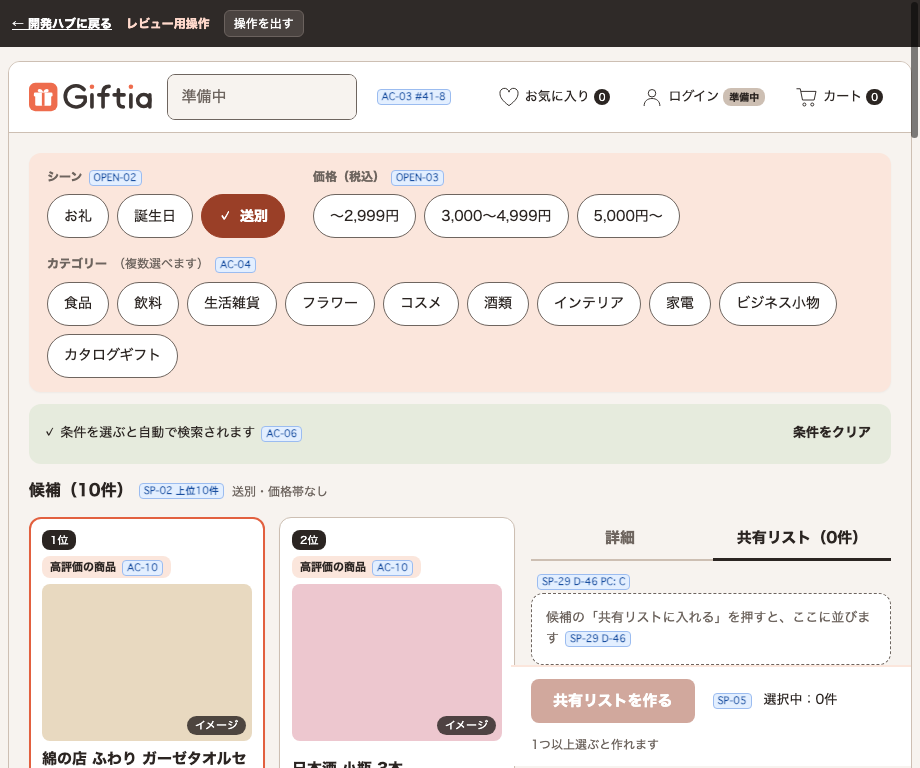 ← 開発ハブに戻る レビュー用操作 操作を出す
Giftia 準備中 AC-03 #41-8 お気に入り 0 ログイン 準備中 カート 0
シーン OPEN-02 価格（税込） OPEN-03
お礼 誕生日 ✓ 送別 〜2,999円 3,000〜4,999円 5,000円〜
カテゴリー （複数選べます） AC-04
食品 飲料 生活雑貨 フラワー コスメ 酒類 インテリア 家電 ビジネス小物
カタログギフト
✓ 条件を選ぶと自動で検索されます AC-06 条件をクリア
候補（10件） SP-02 上位10件 送別・価格帯なし
1位 2位 詳細 共有リスト（0件）
高評価の商品 AC-10 高評価の商品 AC-10
SP-29 D-46 PC: C
候補の「共有リストに入れる」を押すと、ここに並びま
す SP-29 D-46
共有リストを作る SP-05 選択中：0件
イメージ イメージ
1つ以上選ぶと作れます
綿の店 ふわり ガーゼタオルセ
日本酒 小瓶 3本